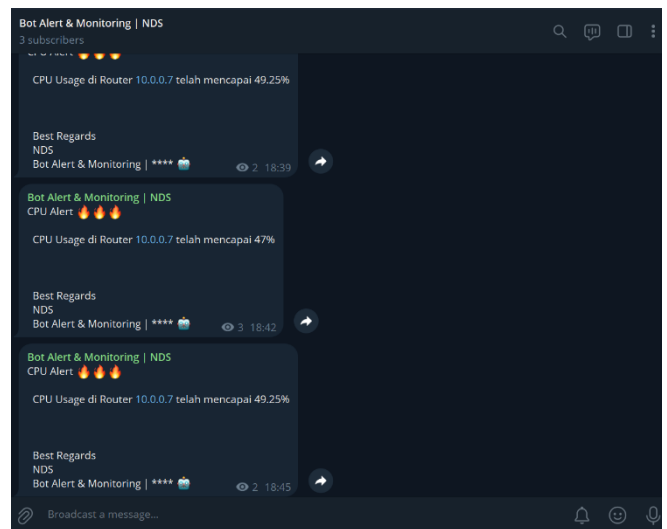 Bot Alert & Monitoring | NDS
3 subscribers
CPU Alert 🔥🔥🔥
CPU Usage di Router 10.0.0.7 telah mencapai 49.25%
Best Regards
NDS
Bot Alert & Monitoring | **** 🤖
2 18:39
Bot Alert & Monitoring | NDS
CPU Alert 🔥🔥🔥
CPU Usage di Router 10.0.0.7 telah mencapai 47%
Best Regards
NDS
Bot Alert & Monitoring | **** 🤖
3 18:42
Bot Alert & Monitoring | NDS
CPU Alert 🔥🔥🔥
CPU Usage di Router 10.0.0.7 telah mencapai 49.25%
Best Regards
NDS
Bot Alert & Monitoring | **** 🤖
2 18:45
Broadcast a message...